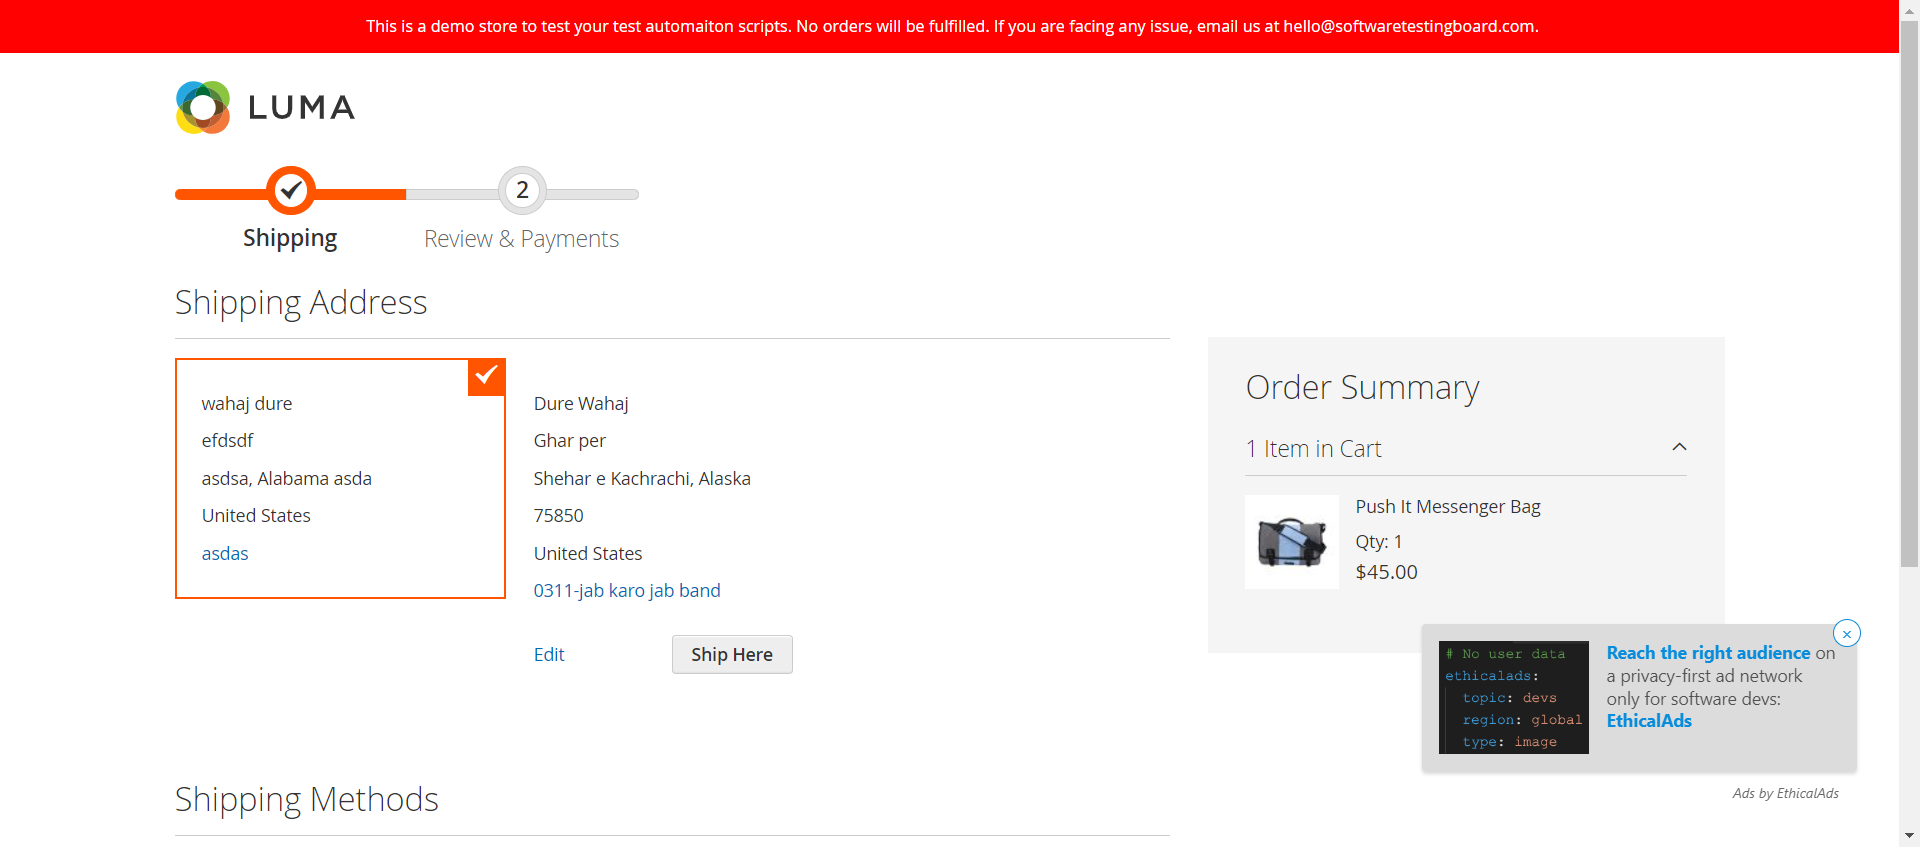 This is a demo store to test your test automaiton scripts. No orders will be fulfilled. If you are facing any issue, email us at hello@softwaretestingboard.com.
LUMA
2
Shipping
Review & Payments
Shipping Address
wahaj dure
efdsdf
asdsa, Alabama asda
United States
asdas
Dure Wahaj
Ghar per
Shehar e Kachrachi, Alaska
75850
United States
0311-jab karo jab band
Edit
Ship Here
Order Summary
1 Item in Cart
Push It Messenger Bag
Qty: 1
$45.00
# No user data
ethicalads:
topic: devs
region: global
type: image
Reach the right audience on
a privacy-first ad network
only for software devs:
EthicalAds
Ads by EthicalAds
Shipping Methods